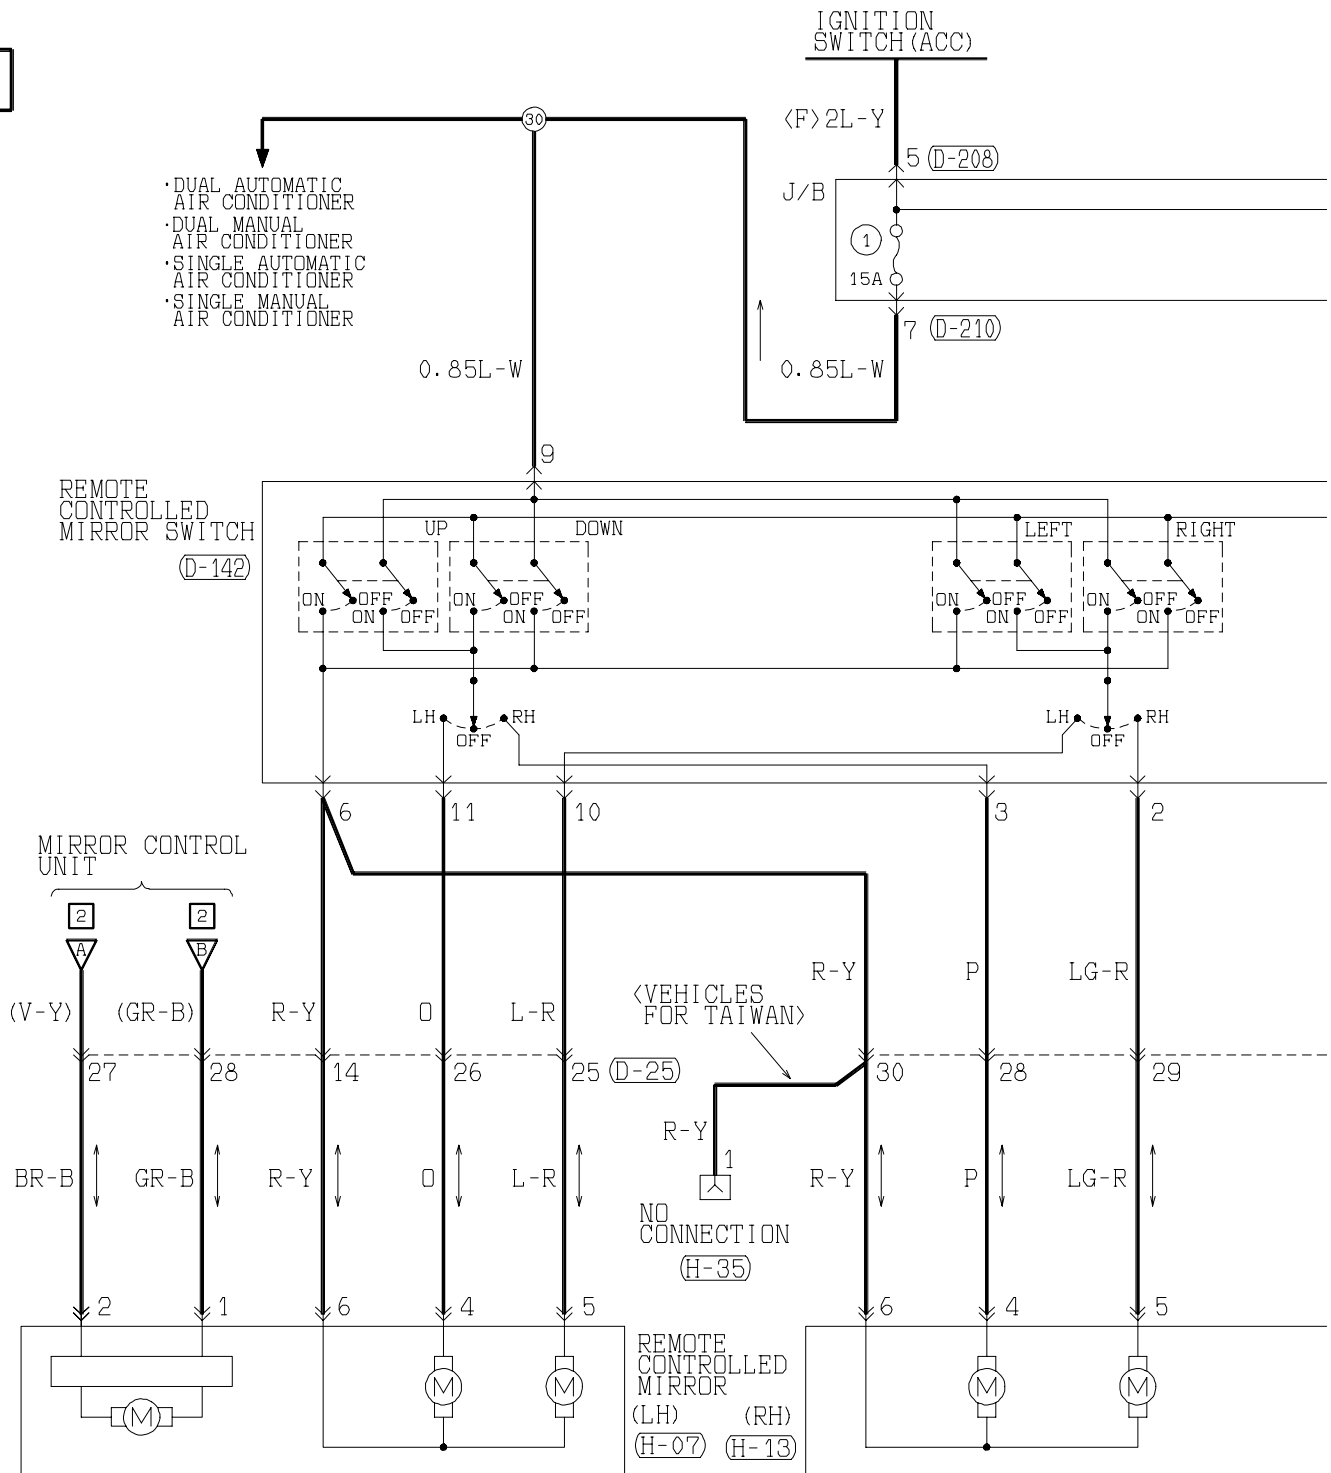 IGNITION
SWITCH(ACC)
30
<F>2L-Y
5 (D-208)
J/B
·DUAL AUTOMATIC
AIR CONDITIONER
·DUAL MANUAL
AIR CONDITIONER
·SINGLE AUTOMATIC
AIR CONDITIONER
·SINGLE MANUAL
AIR CONDITIONER
1
15A
7 (D-210)
0.85L-W 0.85L-W
9
REMOTE
CONTROLLED
MIRROR SWITCH
(D-142)
UP DOWN LEFT RIGHT
ON OFF ON OFF ON OFF ON OFF
ON OFF ON OFF ON OFF ON OFF
LH RH LH RH
OFF OFF
6 11 10 3 2
MIRROR CONTROL
UNIT
2 2
A B
R-Y P LG-R
<VEHICLES
FOR TAIWAN>
(V-Y) (GR-B) R-Y O L-R
27 28 14 26 25 (D-25) 30 28 29
R-Y
1
BR-B GR-B R-Y O L-R R-Y P LG-R
NO
CONNECTION
(H-35)
2 1 6 4 5 6 4 5
REMOTE
CONTROLLED
MIRROR
(LH) (RH)
(H-07) (H-13)
M M M M M